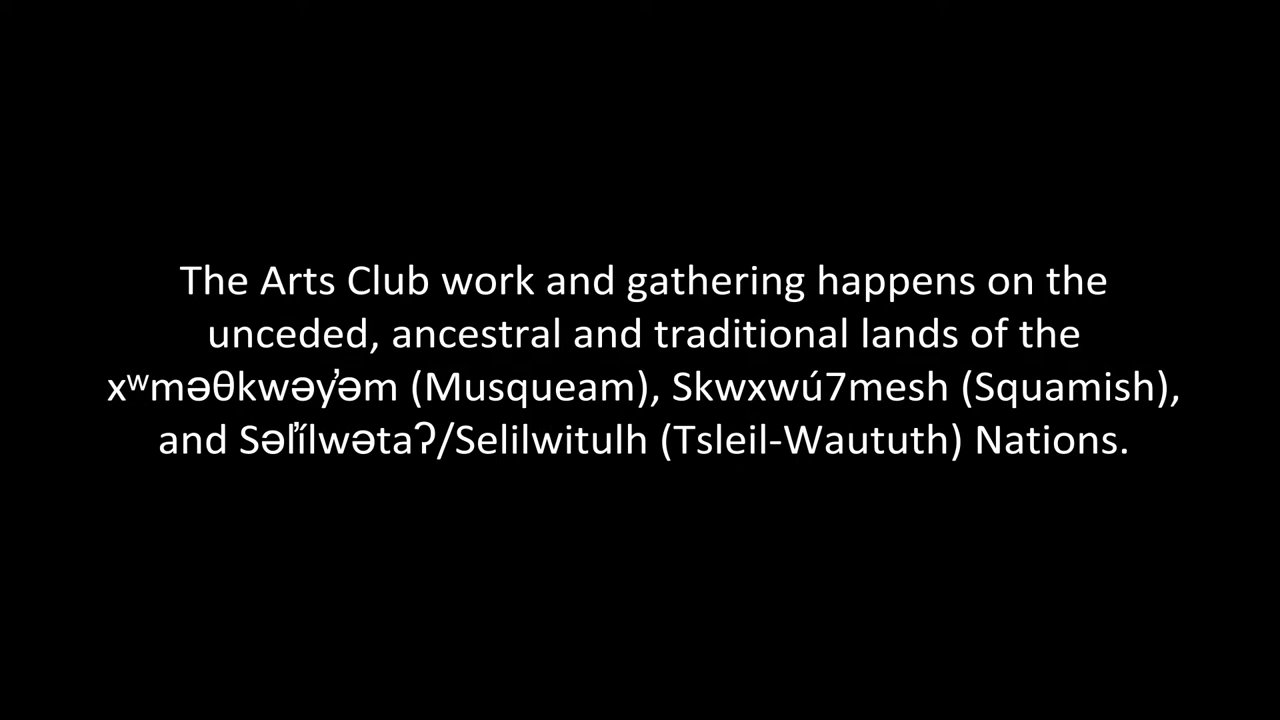 The Arts Club work and gathering happens on the
unceded, ancestral and traditional lands of the
xʷməθkwəy̓əm (Musqueam), Skwxwú7mesh (Squamish),
and Səl̓ílwətaʔ/Selilwitulh (Tsleil-Waututh) Nations.